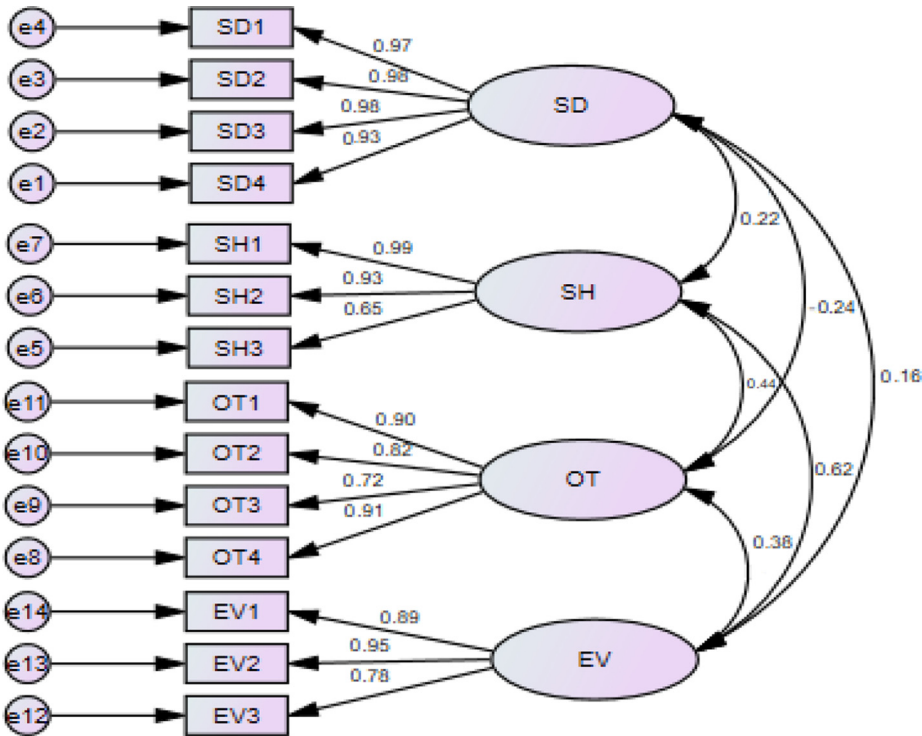 e4 SD1 0.97
e3 SD2 0.98 SD
e2 SD3 0.98
e1 SD4 0.93
0.22
e7 SH1 0.99
e6 SH2 0.93 SH
e5 SH3 0.65
-0.24
0.16
0.44
e11 OT1 0.90
e10 OT2 0.82 OT
0.62
e9 OT3 0.72
e8 OT4 0.91
0.38
e14 EV1 0.89
e13 EV2 0.95 EV
e12 EV3 0.78